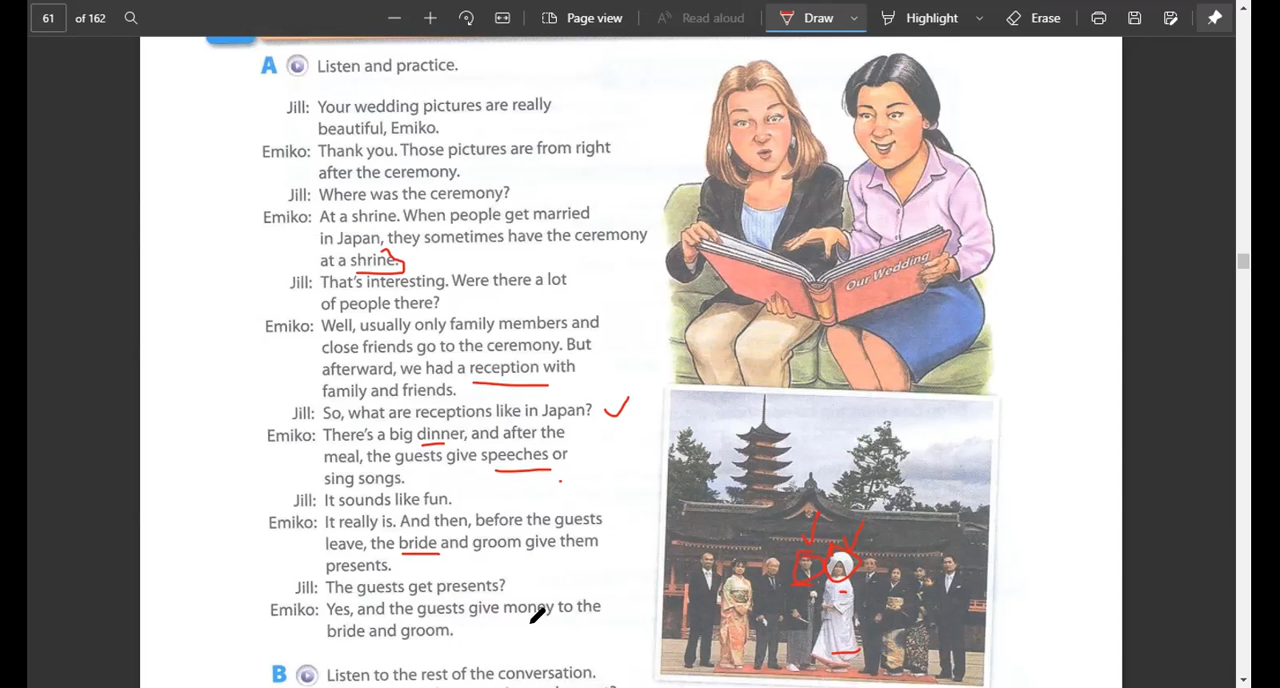 61 of 162 Page view Read aloud Draw Highlight Erase
A Listen and practice.
Jill: Your wedding pictures are really
beautiful, Emiko.
Emiko: Thank you. Those pictures are from right
after the ceremony.
Jill: Where was the ceremony?
Emiko: At a shrine. When people get married
in Japan, they sometimes have the ceremony
at a shrine.
Jill: That's interesting. Were there a lot
of people there?
Emiko: Well, usually only family members and
close friends go to the ceremony. But
afterward, we had a reception with
family and friends.
Jill: So, what are receptions like in Japan?
Emiko: There's a big dinner, and after the
meal, the guests give speeches or
sing songs.
Jill: It sounds like fun.
Emiko: It really is. And then, before the guests
leave, the bride and groom give them
presents.
Jill: The guests get presents?
Emiko: Yes, and the guests give money to the
bride and groom.
B Listen to the rest of the conversation.
Our Wedding